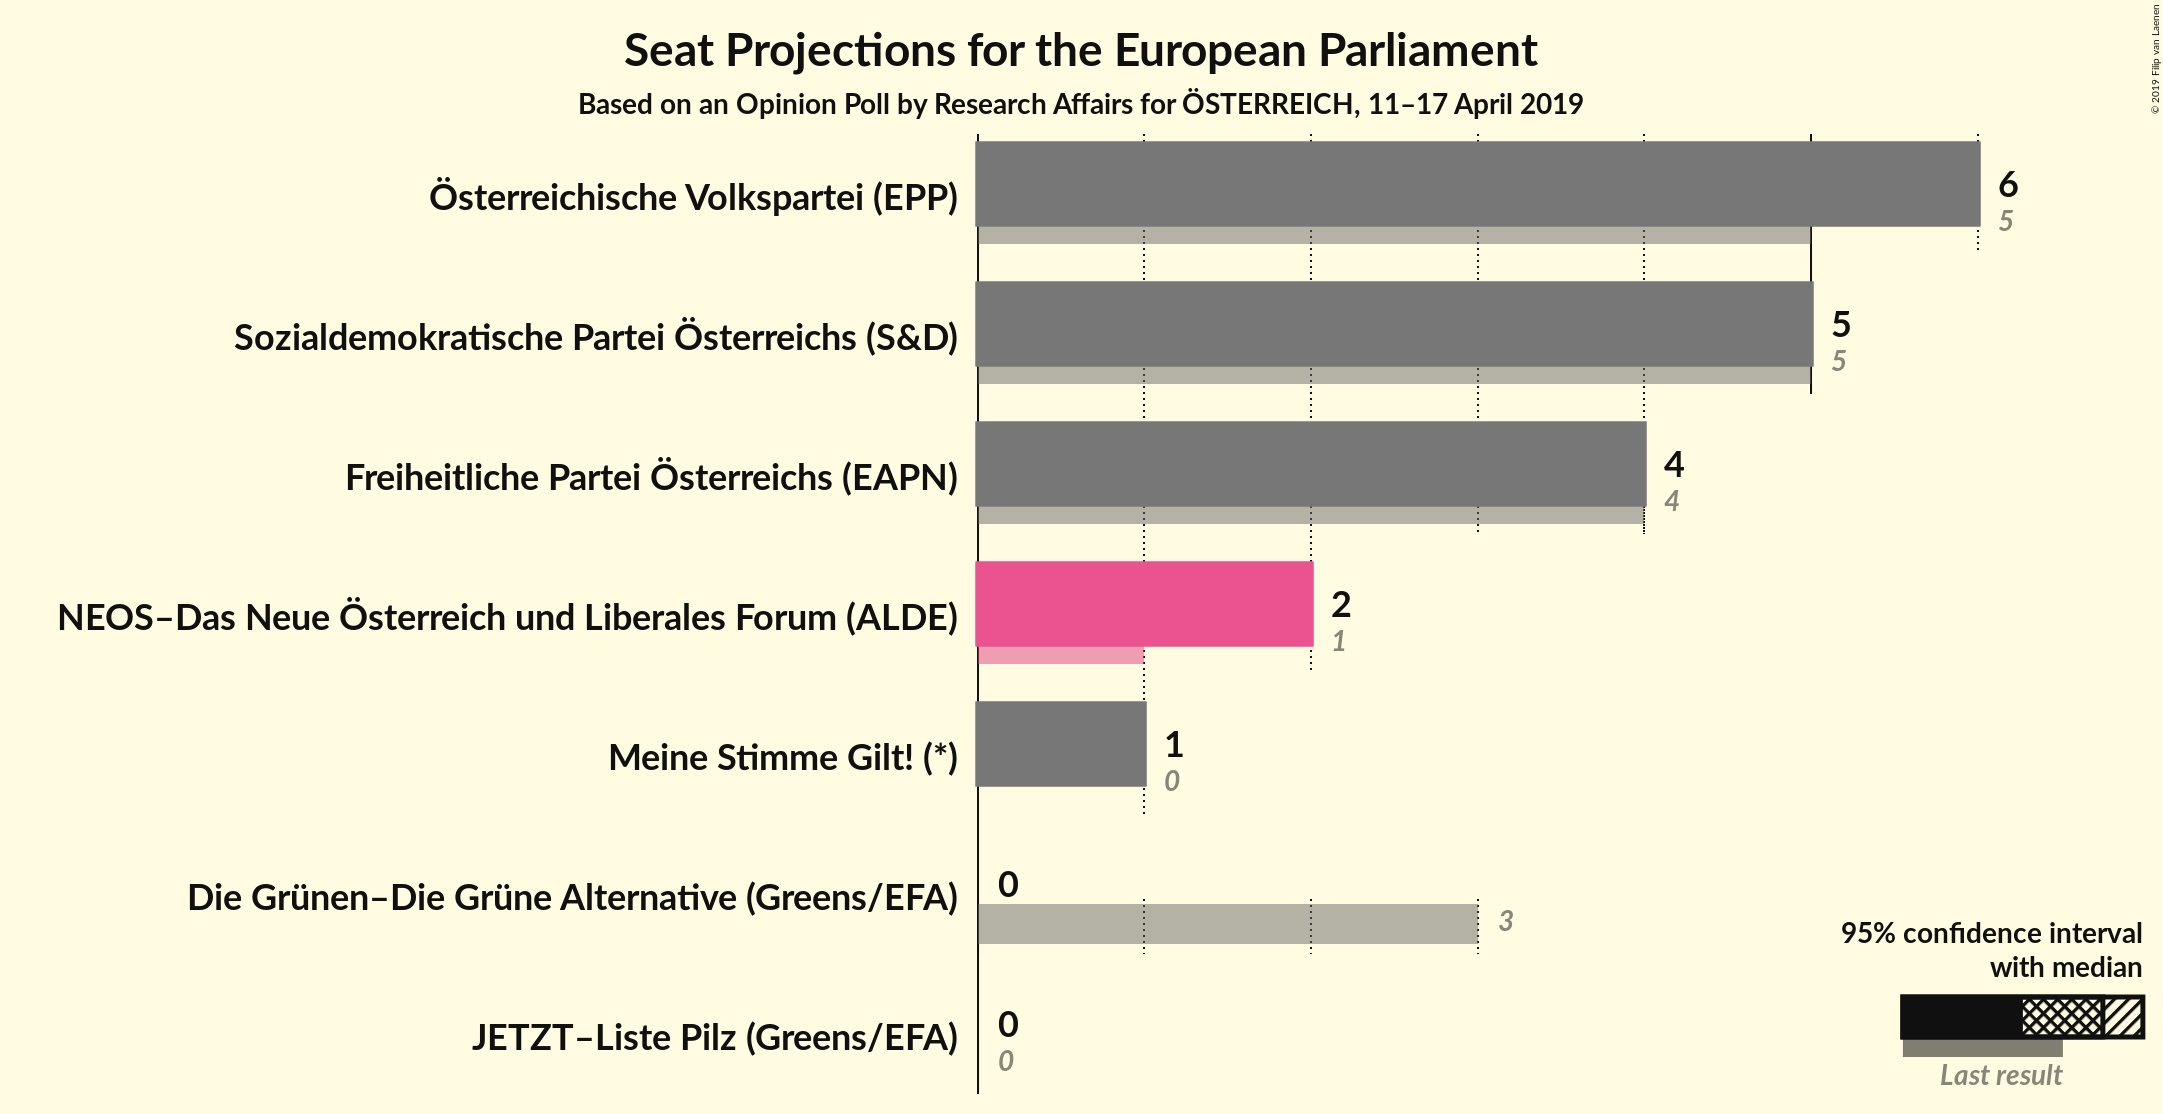 Seat Projections for the European Parliament
Based on an Opinion Poll by Research Affairs for ÖSTERREICH, 11–17 April 2019
© 2019 Filip van Laenen
Österreichische Volkspartei (EPP)
6
5
Sozialdemokratische Partei Österreichs (S&D)
5
5
Freiheitliche Partei Österreichs (EAPN)
4
4
NEOS–Das Neue Österreich und Liberales Forum (ALDE)
2
1
Meine Stimme Gilt! (*)
1
0
Die Grünen–Die Grüne Alternative (Greens/EFA)
0
3
JETZT–Liste Pilz (Greens/EFA)
0
0
95% confidence interval
with median
Last result